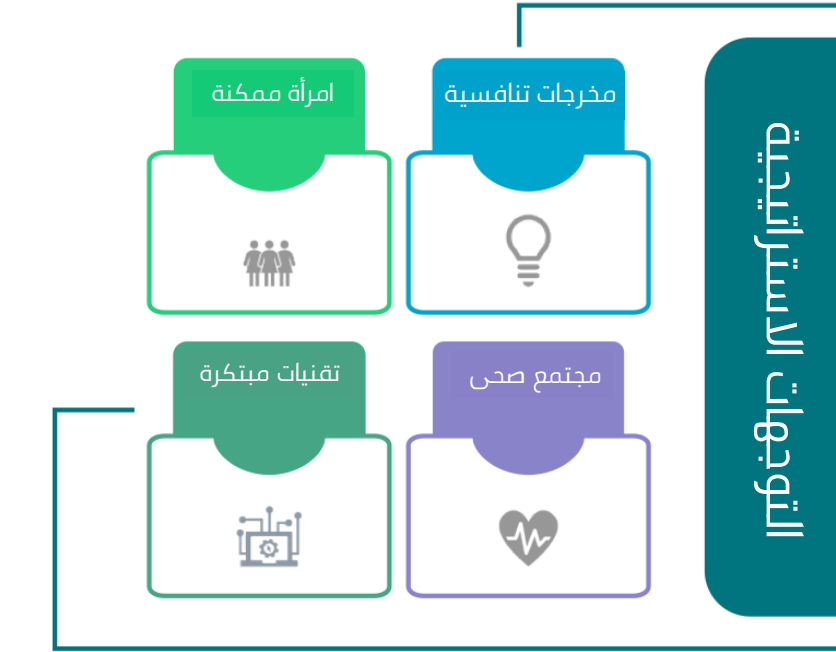 التوجهات الاستراتيجية
مخرجات تنافسية
امرأة ممكنة
مجتمع صحى
تقنيات مبتكرة